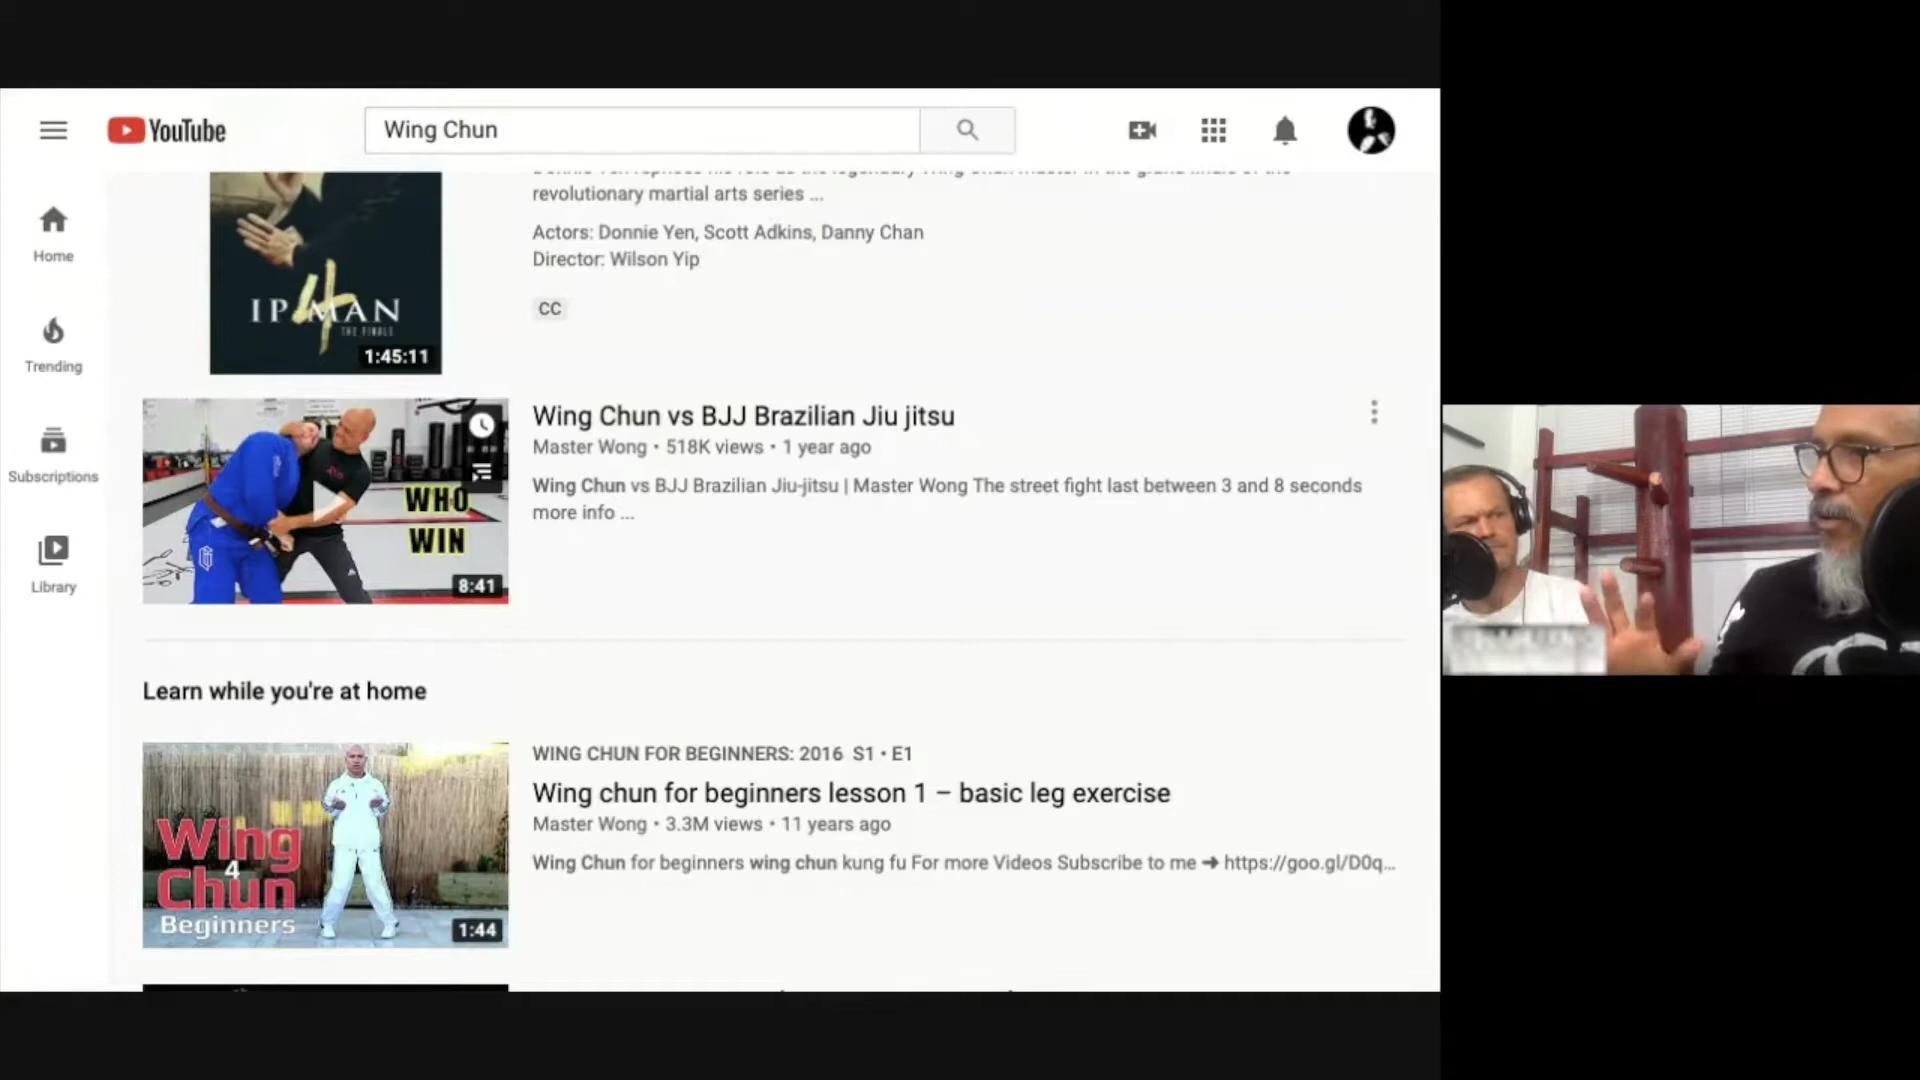 YouTube
Wing Chun
revolutionary martial arts series ...
Actors: Donnie Yen, Scott Adkins, Danny Chan
Director: Wilson Yip
CC
IP MAN
4
THE FINALE
1:45:11
Home
Trending
Subscriptions
Library
Wing Chun vs BJJ Brazilian Jiu jitsu
Master Wong • 518K views • 1 year ago
Wing Chun vs BJJ Brazilian Jiu-jitsu | Master Wong The street fight last between 3 and 8 seconds
more info ...
WHO
WIN
8:41
Learn while you're at home
WING CHUN FOR BEGINNERS: 2016 S1 • E1
Wing chun for beginners lesson 1 – basic leg exercise
Master Wong • 3.3M views • 11 years ago
Wing Chun for beginners wing chun kung fu For more Videos Subscribe to me ➜ https://goo.gl/D0q...
Wing
4
Chun
Beginners
1:44